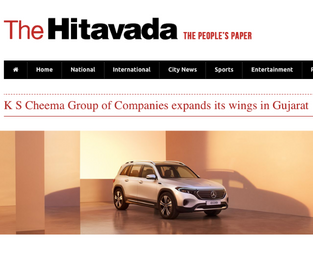 The Hitavada THE PEOPLE'S PAPER
Home National International City News Sports Entertainment
K S Cheema Group of Companies expands its wings in Gujarat